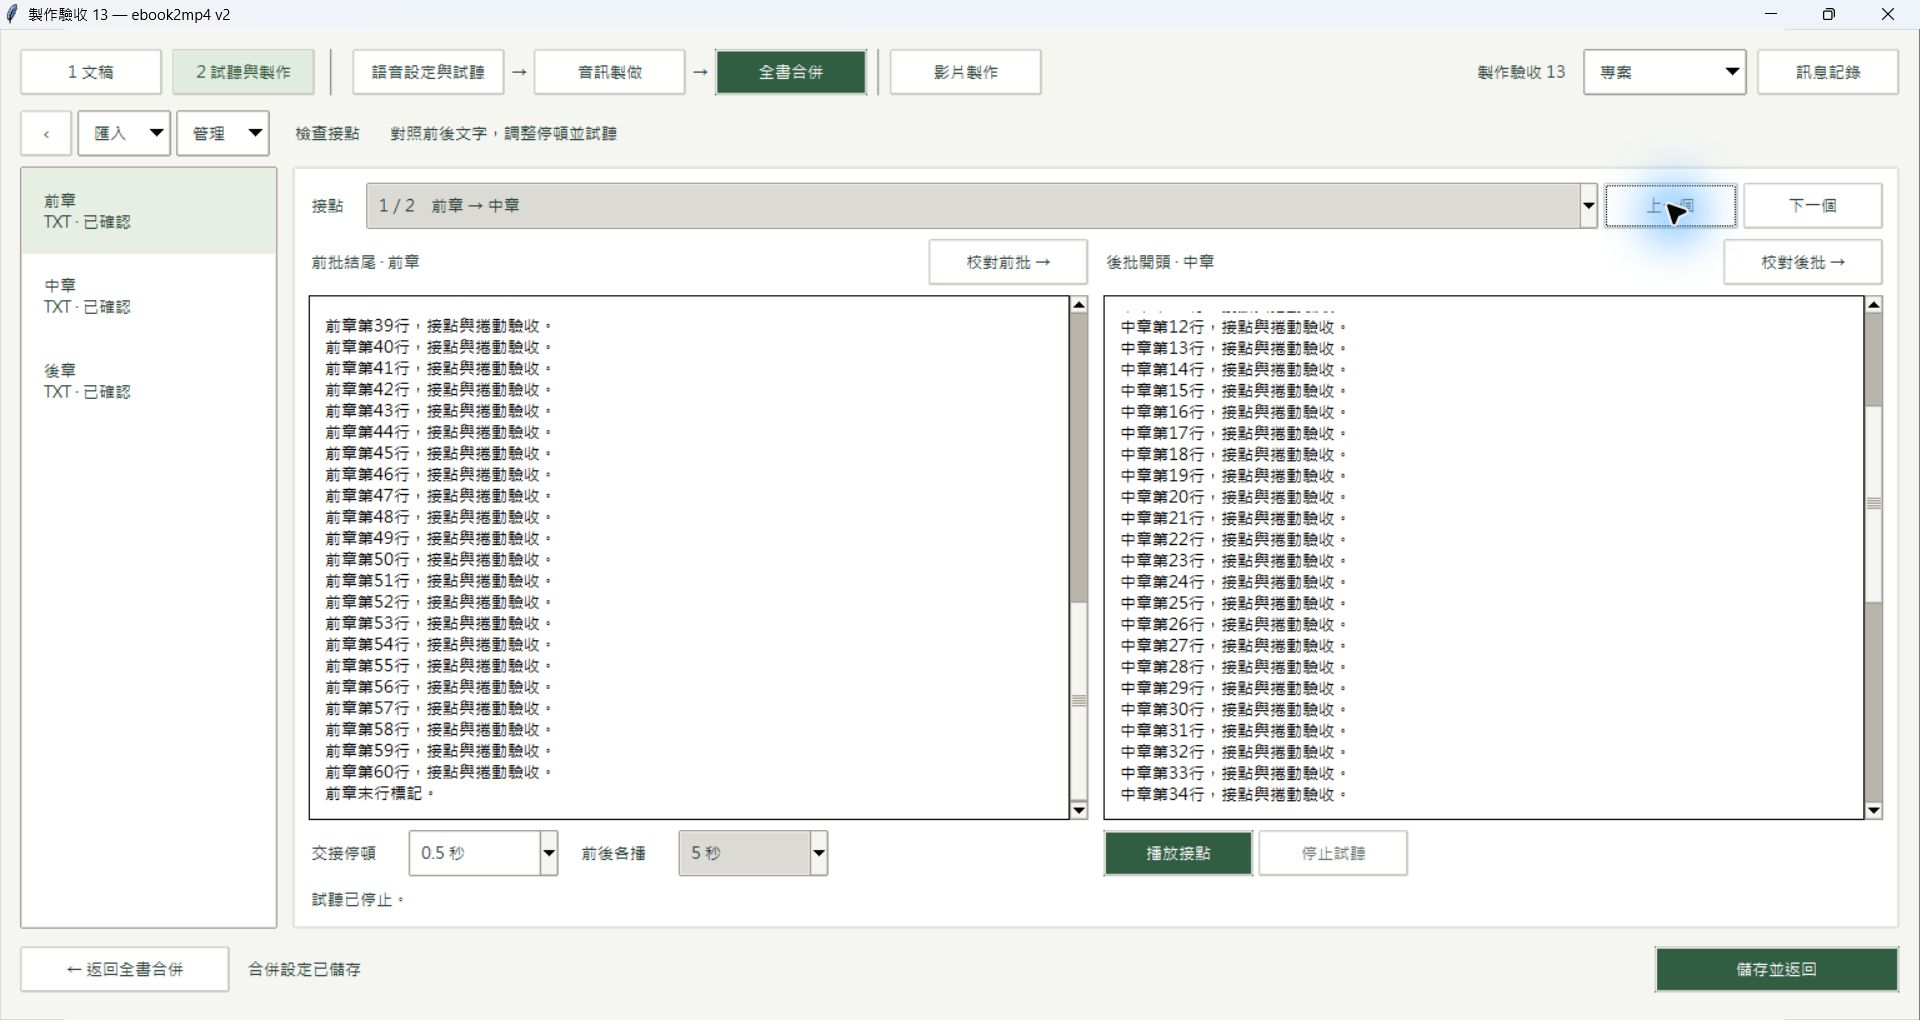 製作驗收 13 — ebook2mp4 v2
1 文稿 2 試聽與製作 語音設定與試聽 → 音訊製做 → 全書合併 影片製作 製作驗收 13 專案 訊息記錄
‹ 匯入 管理 檢查接點 對照前後文字，調整停頓並試聽
前章
TXT · 已確認
中章
TXT · 已確認
後章
TXT · 已確認
接點 1 / 2 前章 → 中章 下一個
前批結尾 · 前章 校對前批 →
前章第39行，接點與捲動驗收。
前章第40行，接點與捲動驗收。
前章第41行，接點與捲動驗收。
前章第42行，接點與捲動驗收。
前章第43行，接點與捲動驗收。
前章第44行，接點與捲動驗收。
前章第45行，接點與捲動驗收。
前章第46行，接點與捲動驗收。
前章第47行，接點與捲動驗收。
前章第48行，接點與捲動驗收。
前章第49行，接點與捲動驗收。
前章第50行，接點與捲動驗收。
前章第51行，接點與捲動驗收。
前章第52行，接點與捲動驗收。
前章第53行，接點與捲動驗收。
前章第54行，接點與捲動驗收。
前章第55行，接點與捲動驗收。
前章第56行，接點與捲動驗收。
前章第57行，接點與捲動驗收。
前章第58行，接點與捲動驗收。
前章第59行，接點與捲動驗收。
前章第60行，接點與捲動驗收。
前章末行標記。
後批開頭 · 中章 校對後批 →
中章第12行，接點與捲動驗收。
中章第13行，接點與捲動驗收。
中章第14行，接點與捲動驗收。
中章第15行，接點與捲動驗收。
中章第16行，接點與捲動驗收。
中章第17行，接點與捲動驗收。
中章第18行，接點與捲動驗收。
中章第19行，接點與捲動驗收。
中章第20行，接點與捲動驗收。
中章第21行，接點與捲動驗收。
中章第22行，接點與捲動驗收。
中章第23行，接點與捲動驗收。
中章第24行，接點與捲動驗收。
中章第25行，接點與捲動驗收。
中章第26行，接點與捲動驗收。
中章第27行，接點與捲動驗收。
中章第28行，接點與捲動驗收。
中章第29行，接點與捲動驗收。
中章第30行，接點與捲動驗收。
中章第31行，接點與捲動驗收。
中章第32行，接點與捲動驗收。
中章第33行，接點與捲動驗收。
中章第34行，接點與捲動驗收。
交接停頓 0.5 秒 前後各播 5 秒 播放接點 停止試聽
試聽已停止。
← 返回全書合併 合併設定已儲存 儲存並返回